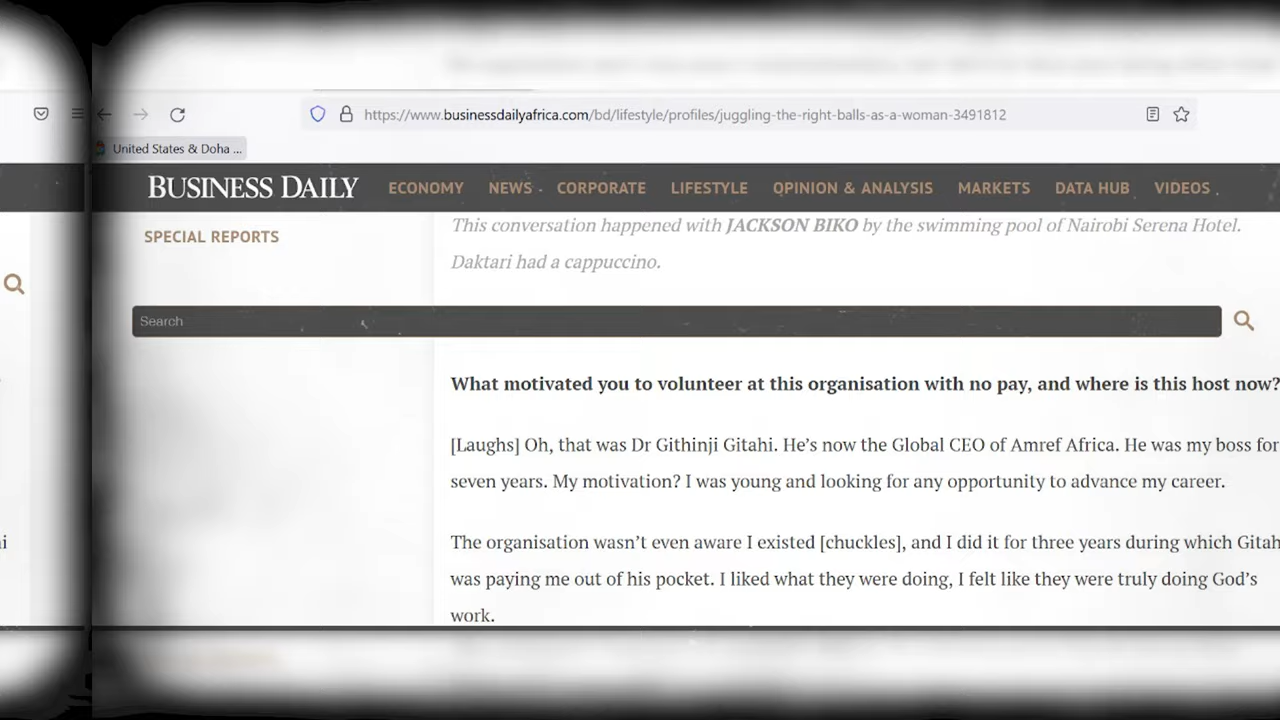 https://www.businessdailyafrica.com/bd/lifestyle/profiles/juggling-the-right-balls-as-a-woman-3491812
United States & Doha ...
BUSINESS DAILY ECONOMY NEWS CORPORATE LIFESTYLE OPINION & ANALYSIS MARKETS DATA HUB VIDEOS
SPECIAL REPORTS
This conversation happened with JACKSON BIKO by the swimming pool of Nairobi Serena Hotel.
Daktari had a cappuccino.
Search
What motivated you to volunteer at this organisation with no pay, and where is this host now?
[Laughs] Oh, that was Dr Githinji Gitahi. He's now the Global CEO of Amref Africa. He was my boss for
seven years. My motivation? I was young and looking for any opportunity to advance my career.
The organisation wasn't even aware I existed [chuckles], and I did it for three years during which Gitah
was paying me out of his pocket. I liked what they were doing, I felt like they were truly doing God's
work.